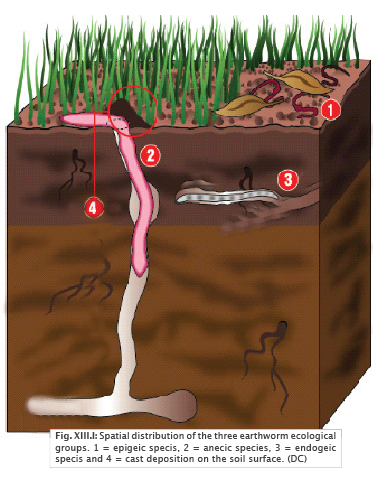 1
2
3
4
Fig. XIII.I: Spatial distribution of the three earthworm ecological
groups. 1 = epigeic specis, 2 = anecic species, 3 = endogeic
specis and 4 = cast deposition on the soil surface. (DC)